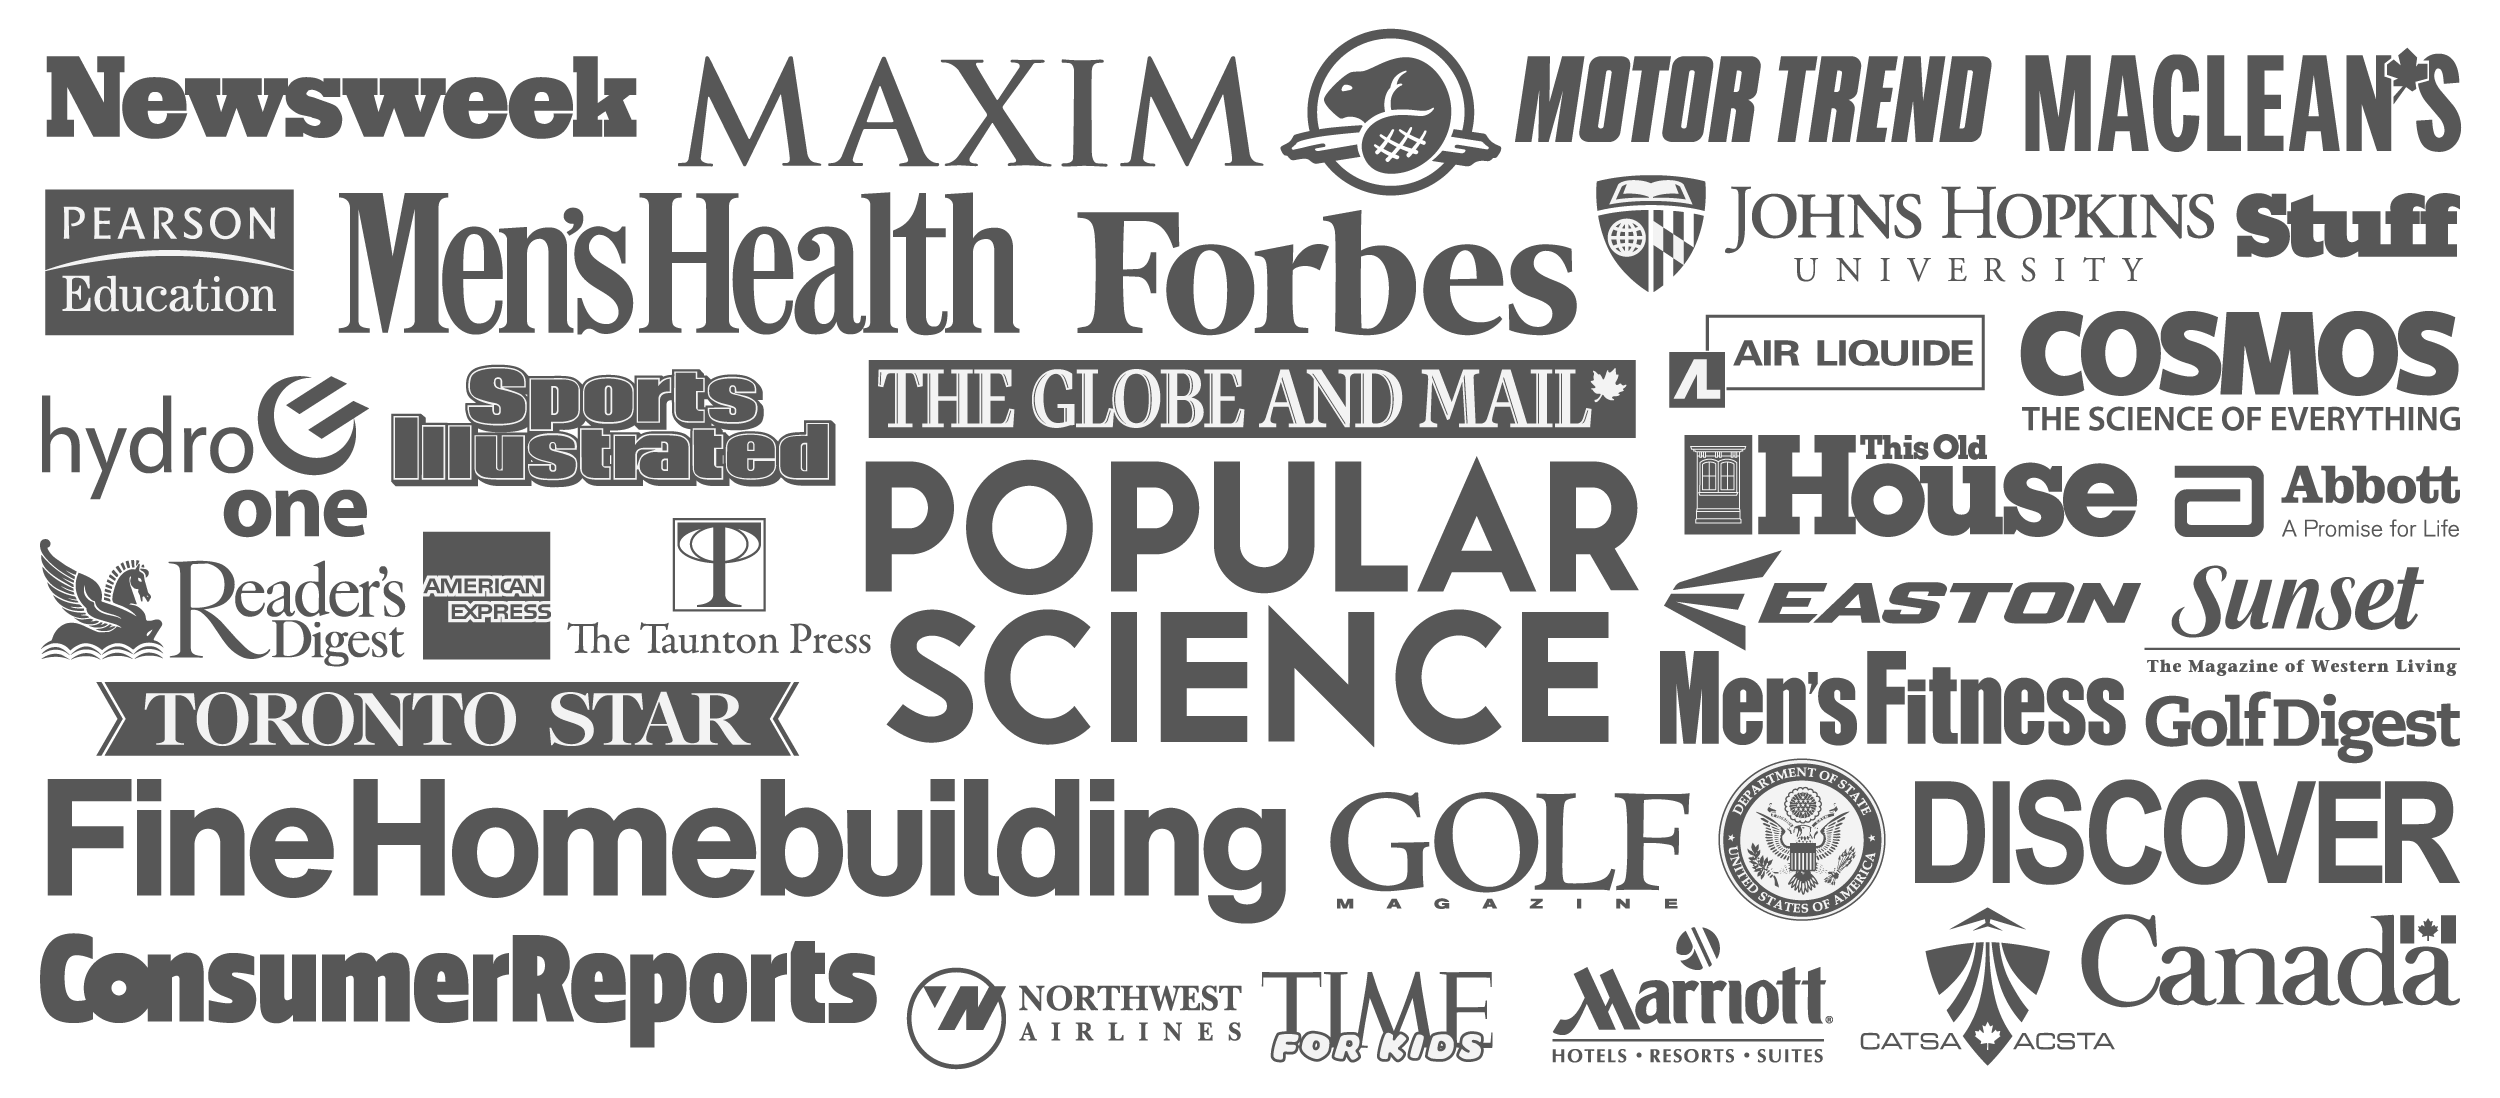 Newsweek
MAXIM
MOTOR TREND
MACLEAN'S
PEARSON
Education
Men'sHealth
Forbes
JOHNS HOPKINS
UNIVERSITY
Stuff
hydro
one
Sports
Illustrated
THE GLOBE AND MAIL
AIR LIQUIDE
AL
COSMOS
THE SCIENCE OF EVERYTHING
This Old
House
Abbott
A Promise for Life
Reader's
Digest
AMERICAN
EXPRESS
The Taunton Press
POPULAR
SCIENCE
EASTON
Sunset
The Magazine of Western Living
TORONTO STAR
Men's Fitness
Golf Digest
FineHomebuilding
GOLF
MAGAZINE
DEPARTMENT OF STATE
UNITED STATES OF AMERICA
DISCOVER
ConsumerReports
NORTHWEST
AIRLINES
TIME
FOR KIDS
Marriott®
HOTELS • RESORTS • SUITES
CATSA ACSTA
Canada